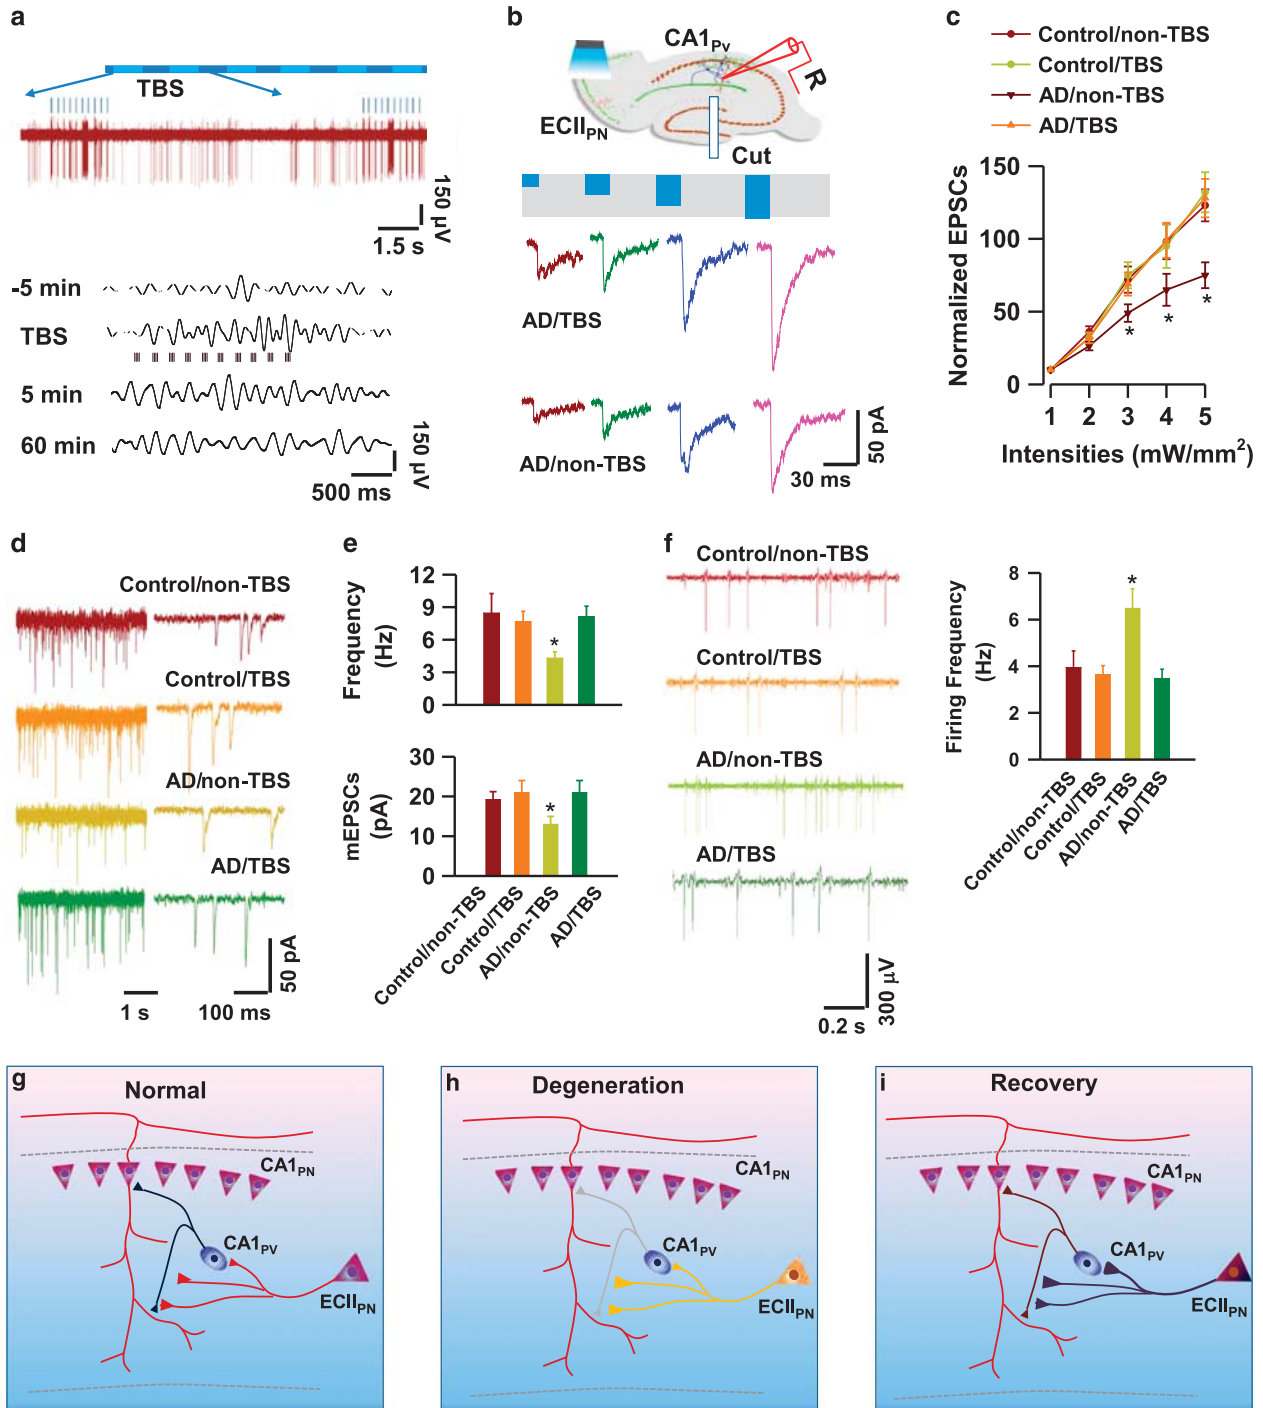 a
TBS
150 µV
1.5 s
-5 min
TBS
5 min
60 min
150 µV
500 ms
b
CA1PV
R
ECIIPN
Cut
AD/TBS
AD/non-TBS
50 pA
30 ms
c
Control/non-TBS
Control/TBS
AD/non-TBS
AD/TBS
Normalized EPSCs
150
100
50
0
* * *
1 2 3 4 5
Intensities (mW/mm²)
d
Control/non-TBS
Control/TBS
AD/non-TBS
AD/TBS
50 pA
1 s
100 ms
e
Frequency (Hz)
12
9
6
3
0
*
mEPSCs (pA)
30
20
10
0
*
Control/non-TBS
Control/TBS
AD/non-TBS
AD/TBS
f
Control/non-TBS
Control/TBS
AD/non-TBS
AD/TBS
300 µV
0.2 s
Firing Frequency (Hz)
8
6
4
2
0
*
Control/non-TBS
Control/TBS
AD/non-TBS
AD/TBS
g
Normal
CA1PN
CA1PV
ECIIPN
h
Degeneration
CA1PN
CA1PV
ECIIPN
i
Recovery
CA1PN
CA1PV
ECIIPN